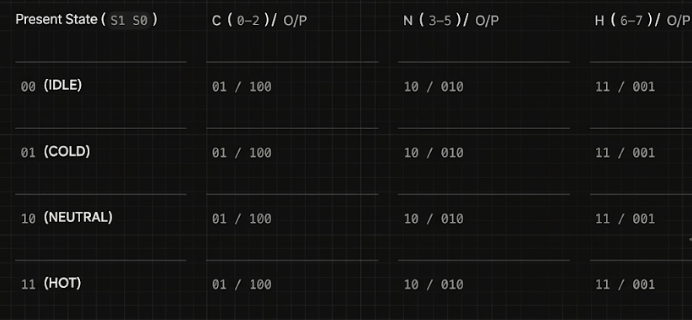 Present State ( S1 S0 ) C ( 0-2 )/ O/P N ( 3-5 )/ O/P H ( 6-7 )/ O/P
00 (IDLE) 01 / 100 10 / 010 11 / 001
01 (COLD) 01 / 100 10 / 010 11 / 001
10 (NEUTRAL) 01 / 100 10 / 010 11 / 001
11 (HOT) 01 / 100 10 / 010 11 / 001